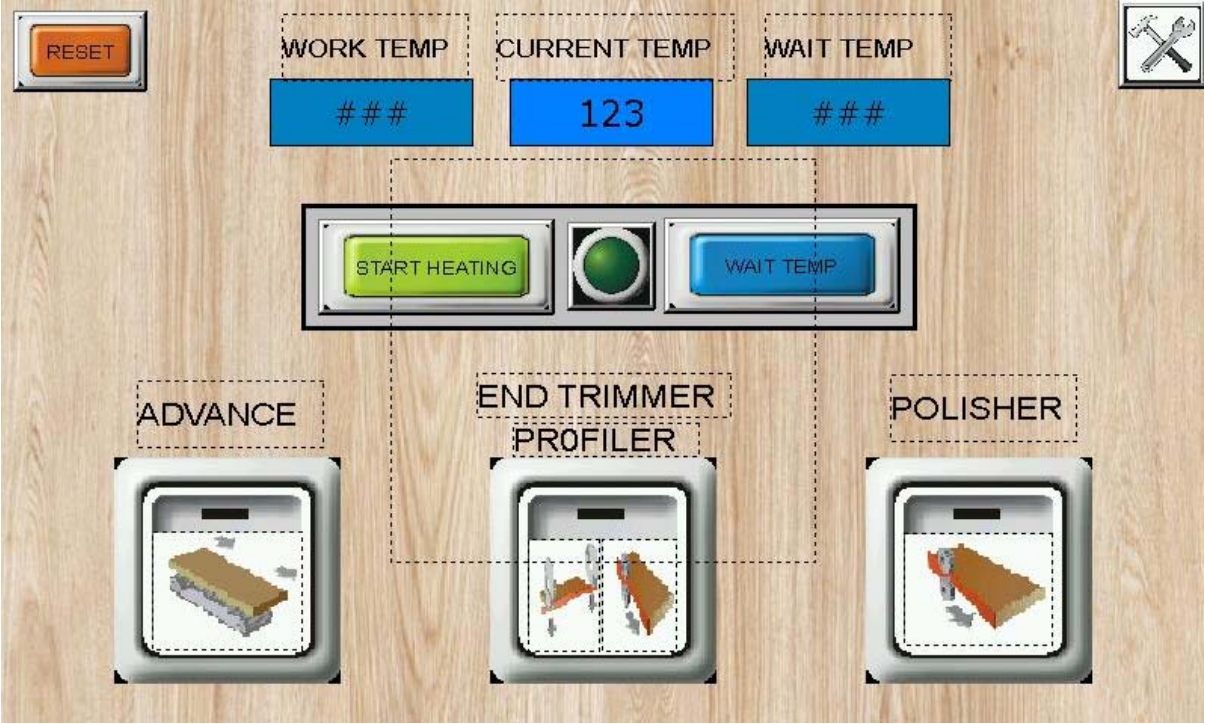 RESET
WORK TEMP
CURRENT TEMP
WAIT TEMP
###
123
###
START HEATING
WAIT TEMP
ADVANCE
END TRIMMER
PR0FILER
POLISHER